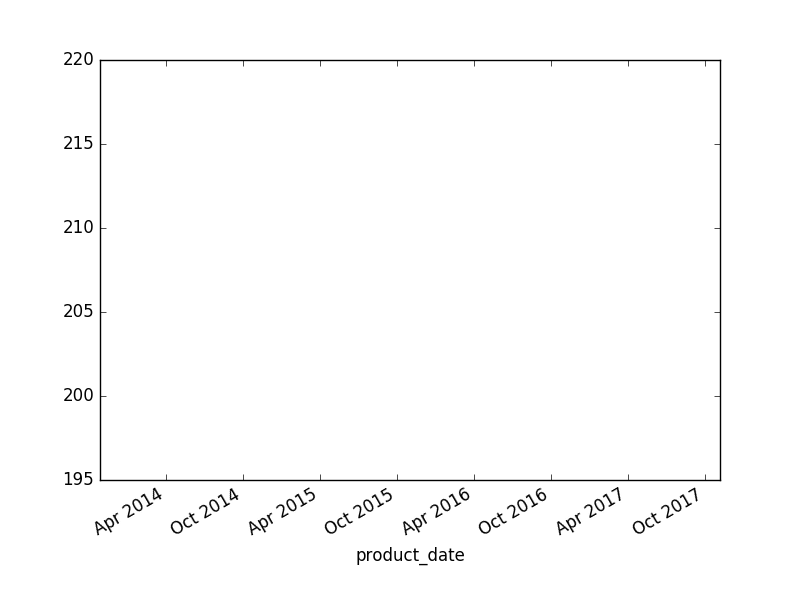 220
215
210
205
200
195
Apr 2014
Oct 2014
Apr 2015
Oct 2015
Apr 2016
Oct 2016
Apr 2017
Oct 2017
product_date